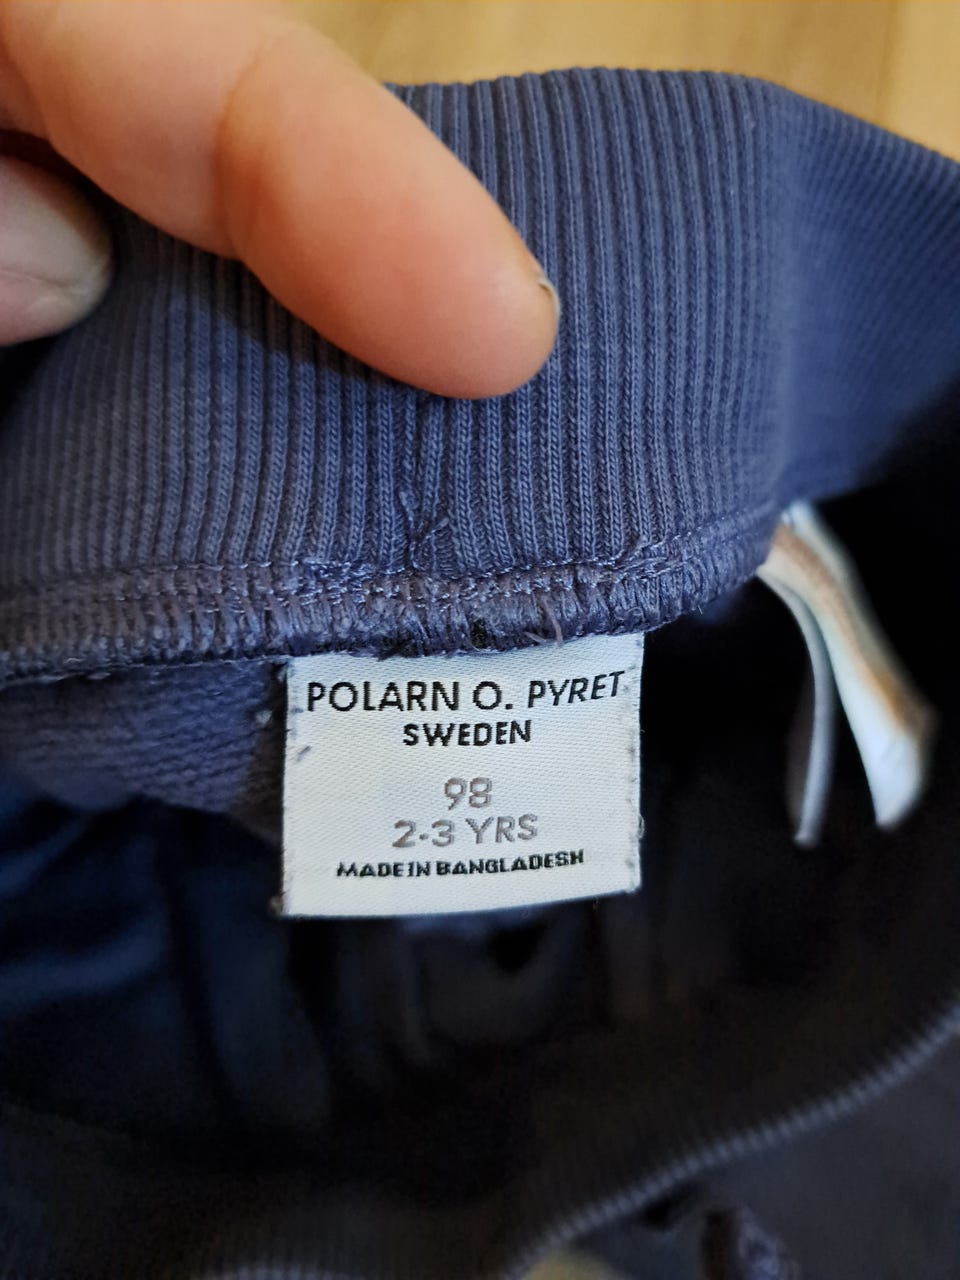 POLARN O. PYRET
SWEDEN
98
2-3 YRS
MADE IN BANGLADESH